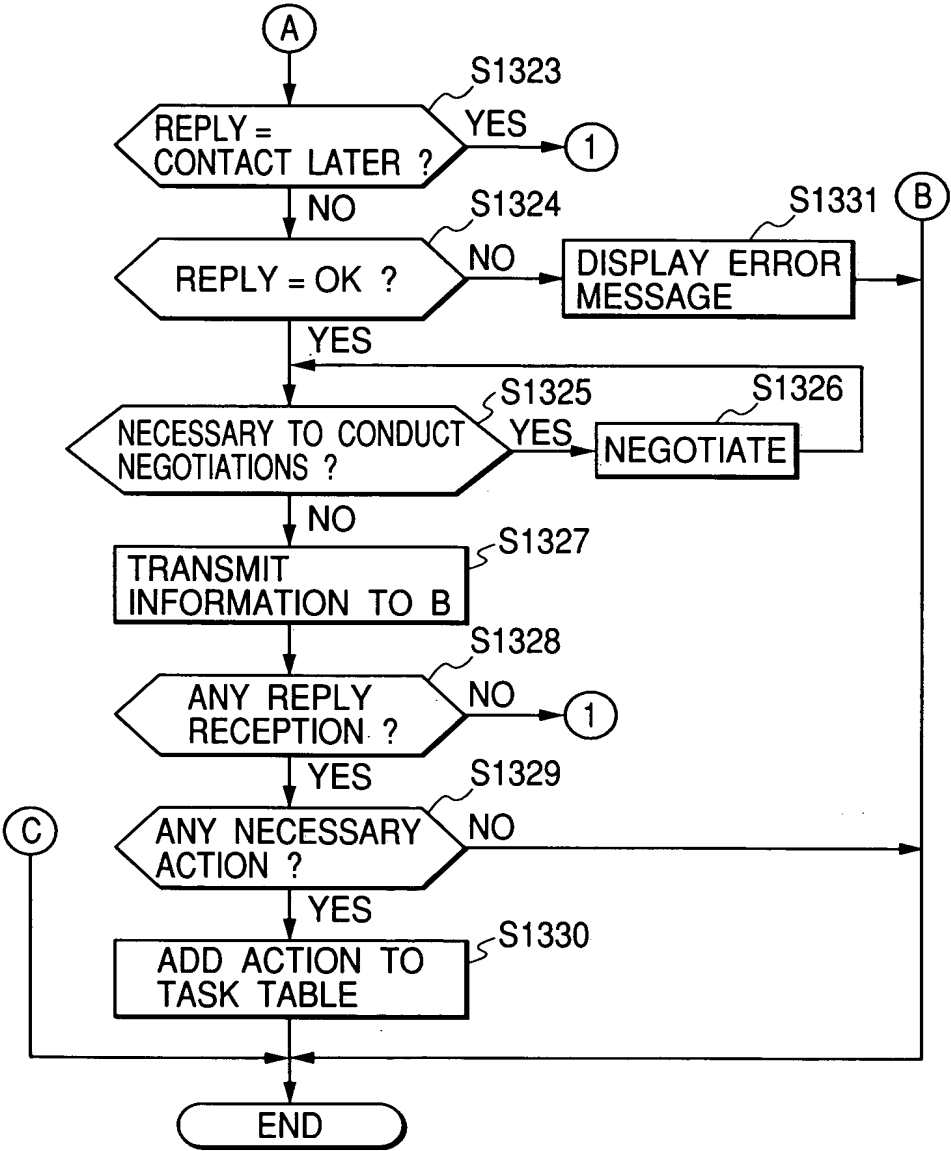 A
S1323
REPLY =
CONTACT LATER ?
YES
1
NO
S1324
REPLY = OK ?
NO
S1331
DISPLAY ERROR
MESSAGE
B
YES
S1325
NECESSARY TO CONDUCT
NEGOTIATIONS ?
YES
S1326
NEGOTIATE
NO
S1327
TRANSMIT
INFORMATION TO B
S1328
ANY REPLY
RECEPTION ?
NO
1
YES
S1329
ANY NECESSARY
ACTION ?
NO
C
YES
S1330
ADD ACTION TO
TASK TABLE
END